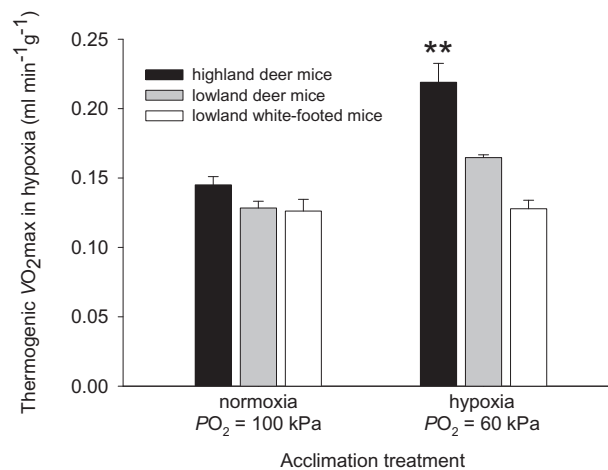 Thermogenic VO₂max in hypoxia (ml min⁻¹g⁻¹)
0.25
0.20
0.15
0.10
0.05
0.00
highland deer mice
lowland deer mice
lowland white-footed mice
**
normoxia
PO₂ = 100 kPa
hypoxia
PO₂ = 60 kPa
Acclimation treatment